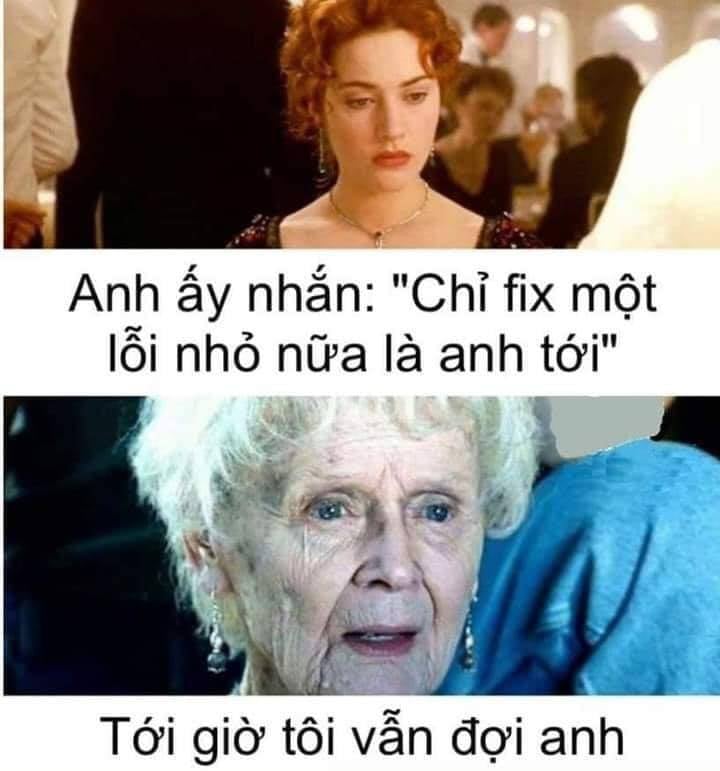 Anh ấy nhắn: "Chỉ fix một
lỗi nhỏ nữa là anh tới"
Tới giờ tôi vẫn đợi anh